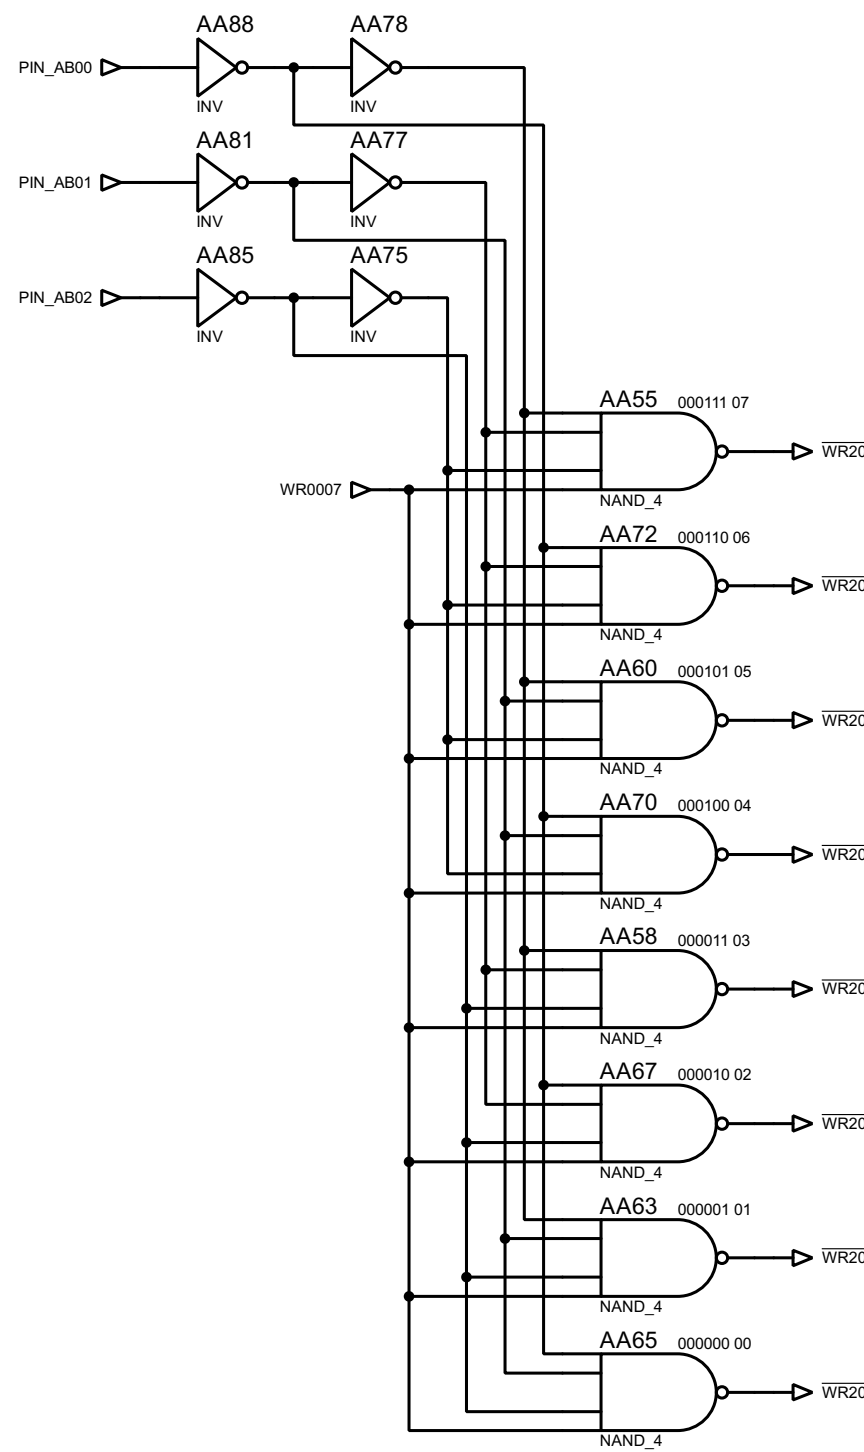 AA88 AA78
PIN_AB00
INV INV
AA81 AA77
PIN_AB01
INV INV
AA85 AA75
PIN_AB02
INV INV
AA55 000111 07
WR20
WR0007
NAND_4
AA72 000110 06
WR20
NAND_4
AA60 000101 05
WR20
NAND_4
AA70 000100 04
WR20
NAND_4
AA58 000011 03
WR20
NAND_4
AA67 000010 02
WR20
NAND_4
AA63 000001 01
WR20
NAND_4
AA65 000000 00
WR20
NAND_4